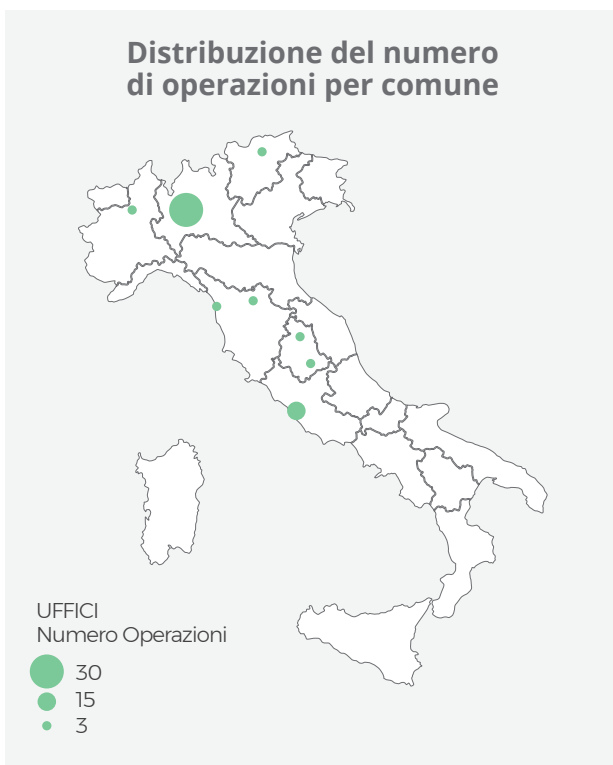 Distribuzione del numero
di operazioni per comune
UFFICI
Numero Operazioni
30
15
3